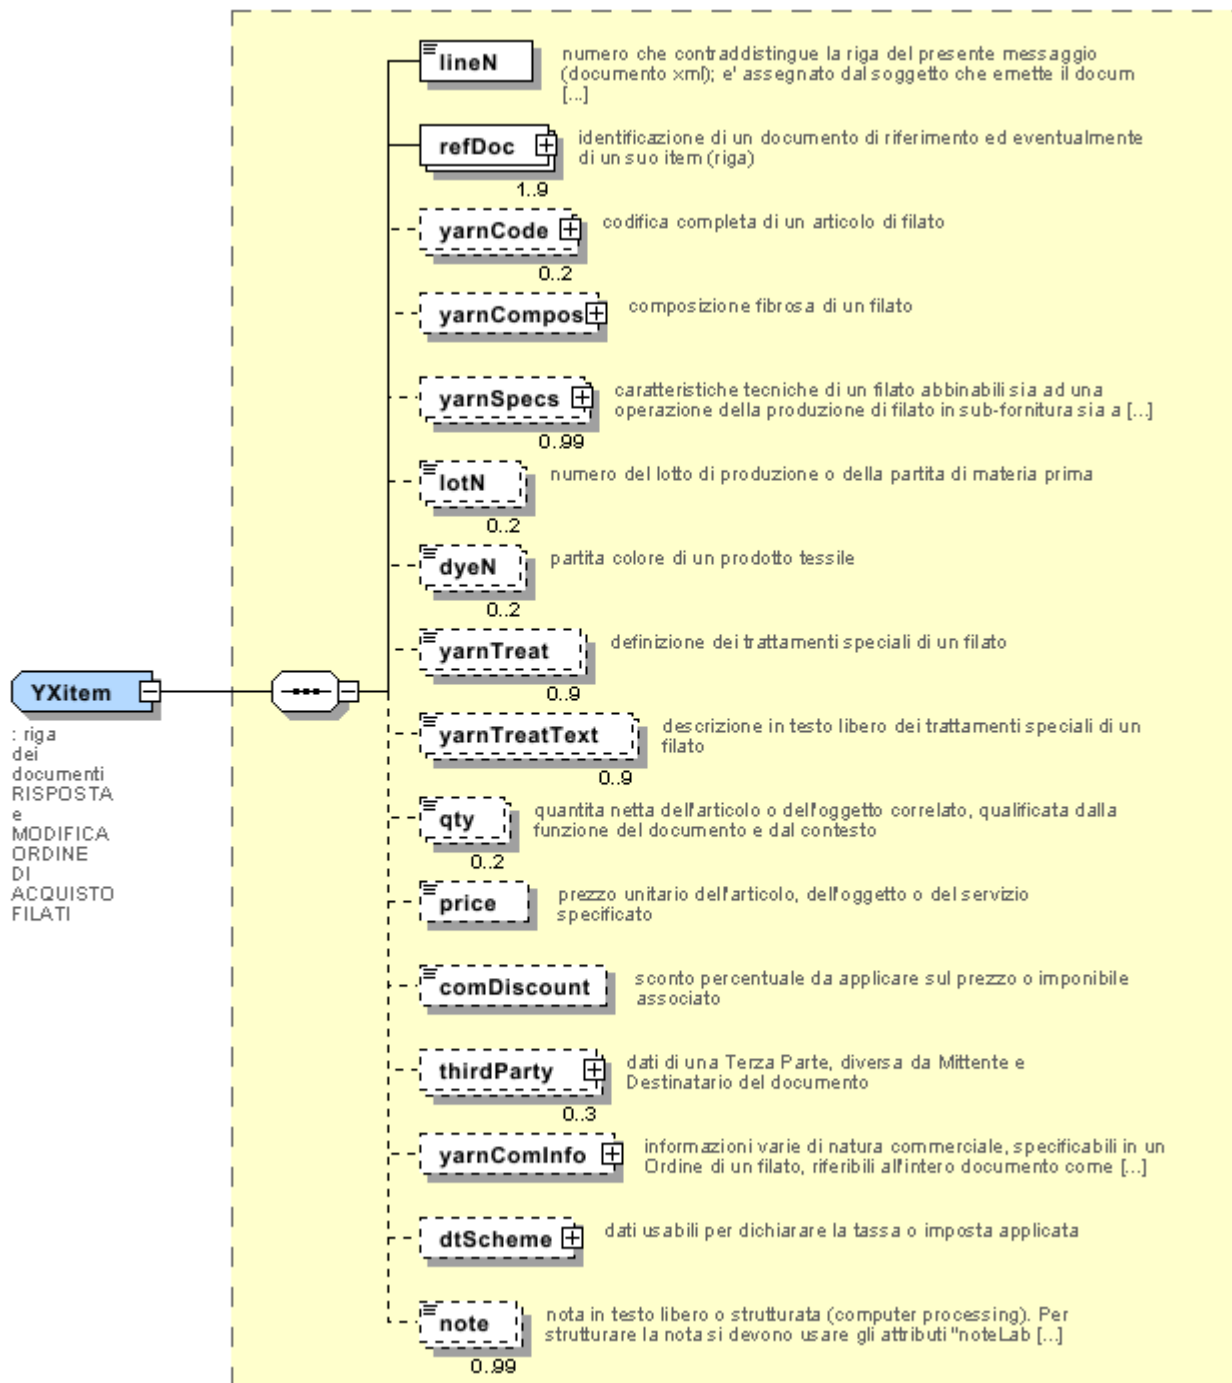 lineN
numero che contraddistingue la riga del presente messaggio
(documento xml); e' assegnato dal soggetto che emette il docum
[...]
refDoc
identificazione di un documento di riferimento ed eventualmente
di un suo item (riga)
1..9
yarnCode
codifica completa di un articolo di filato
0..2
yarnCompos
composizione fibrosa di un filato
yarnSpecs
caratteristiche tecniche di un filato abbinabili sia ad una
operazione della produzione di filato in sub-fornitura sia a [...]
0..99
lotN
numero del lotto di produzione o della partita di materia prima
0..2
dyeN
partita colore di un prodotto tessile
0..2
yarnTreat
definizione dei trattamenti speciali di un filato
0..9
YXitem
: riga
dei
documenti
RISPOSTA
e
MODIFICA
ORDINE
DI
ACQUISTO
FILATI
yarnTreatText
descrizione in testo libero dei trattamenti speciali di un
filato
0..9
qty
quantita netta dell'articolo o dell'oggetto correlato, qualificata dalla
funzione del documento e dal contesto
0..2
price
prezzo unitario dell'articolo, dell'oggetto o del servizio
specificato
comDiscount
sconto percentuale da applicare sul prezzo o imponibile
associato
thirdParty
dati di una Terza Parte, diversa da Mittente e
Destinatario del documento
0..3
yarnComInfo
informazioni varie di natura commerciale, specificabili in un
Ordine di un filato, riferibili all'intero documento come [...]
dtScheme
dati usabili per dichiarare la tassa o imposta applicata
note
nota in testo libero o strutturata (computer processing). Per
strutturare la nota si devono usare gli attributi "noteLab [...]
0..99